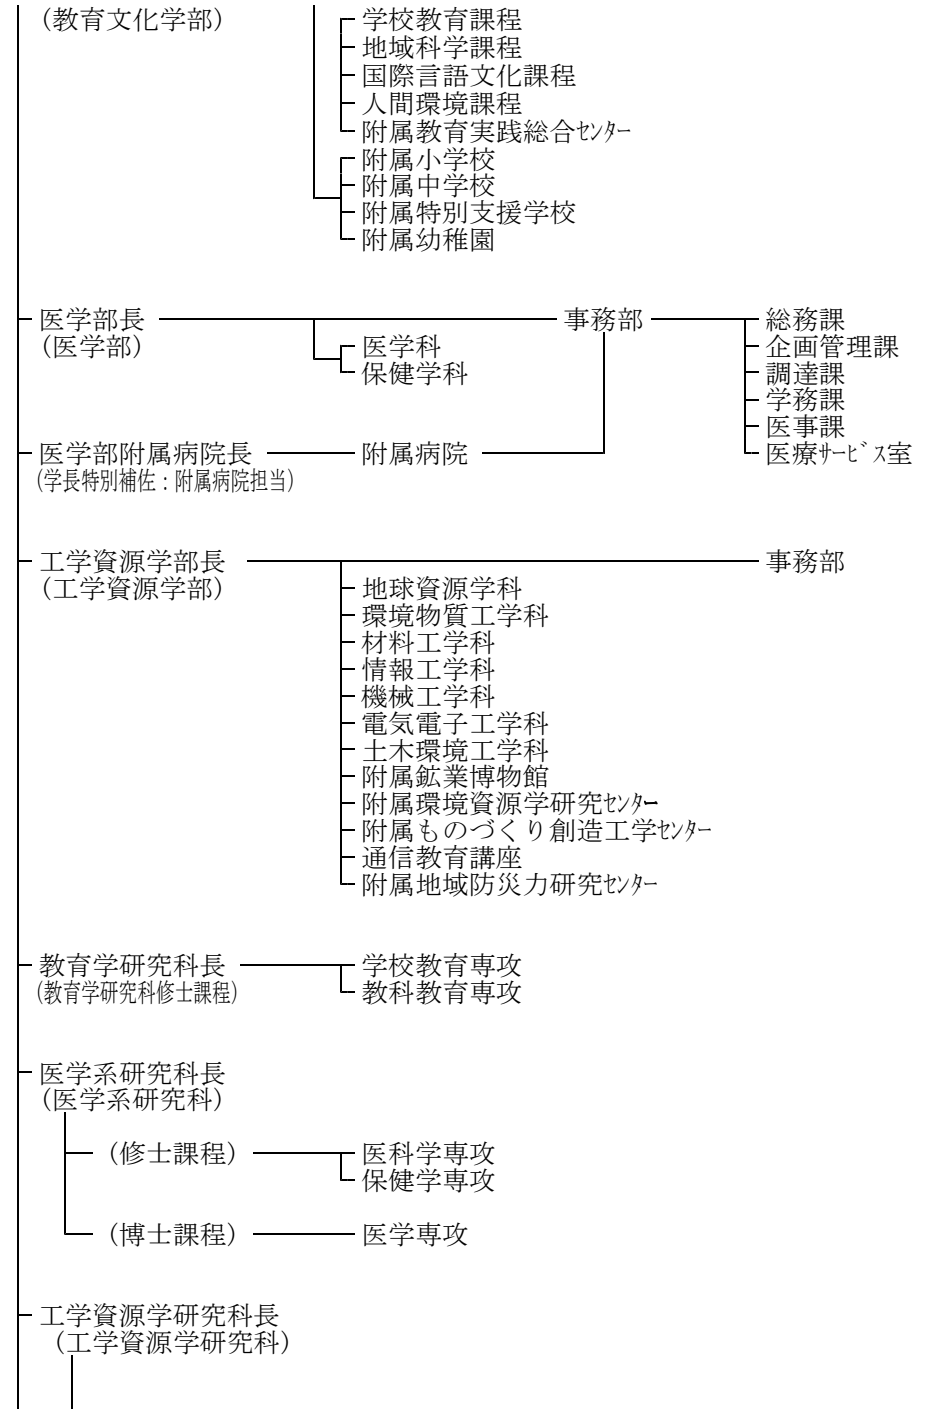 (教育文化学部) 学校教育課程
地域科学課程
国際言語文化課程
人間環境課程
附属教育実践総合ｾﾝﾀｰ
附属小学校
附属中学校
附属特別支援学校
附属幼稚園
医学部長 事務部 総務課
(医学部) 医学科 企画管理課
保健学科 調達課
学務課
医事課
医学部附属病院長 附属病院 医療ｻｰﾋﾞｽ室
(学長特別補佐：附属病院担当)
工学資源学部長 事務部
(工学資源学部) 地球資源学科
環境物質工学科
材料工学科
情報工学科
機械工学科
電気電子工学科
土木環境工学科
附属鉱業博物館
附属環境資源学研究ｾﾝﾀｰ
附属ものづくり創造工学ｾﾝﾀｰ
通信教育講座
附属地域防災力研究ｾﾝﾀｰ
教育学研究科長 学校教育専攻
(教育学研究科修士課程) 教科教育専攻
医学系研究科長
(医学系研究科)
(修士課程) 医科学専攻
保健学専攻
(博士課程) 医学専攻
工学資源学研究科長
(工学資源学研究科)